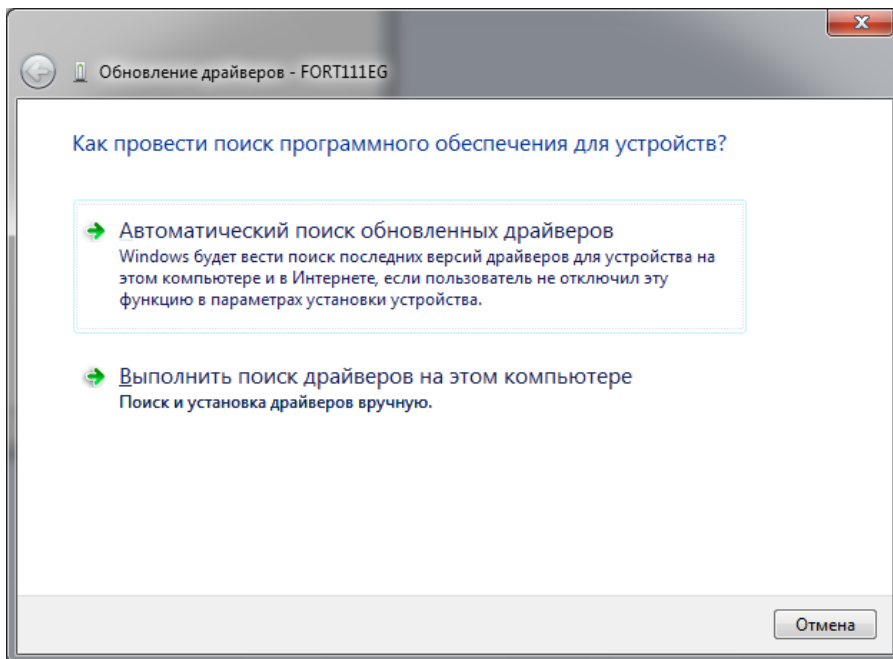 Обновление драйверов - FORT111EG
Как провести поиск программного обеспечения для устройств?
Автоматический поиск обновленных драйверов
Windows будет вести поиск последних версий драйверов для устройства на
этом компьютере и в Интернете, если пользователь не отключил эту
функцию в параметрах установки устройства.
Выполнить поиск драйверов на этом компьютере
Поиск и установка драйверов вручную.
Отмена